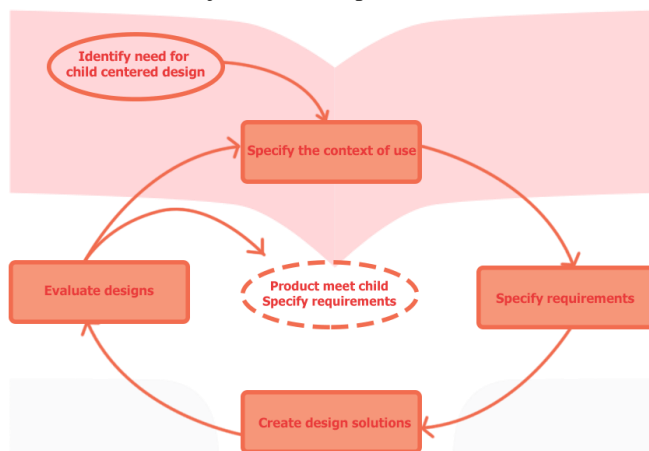 Identify need for
child centered design
Specify the context of use
Evaluate designs
Product meet child
Specify requirements
Specify requirements
Create design solutions